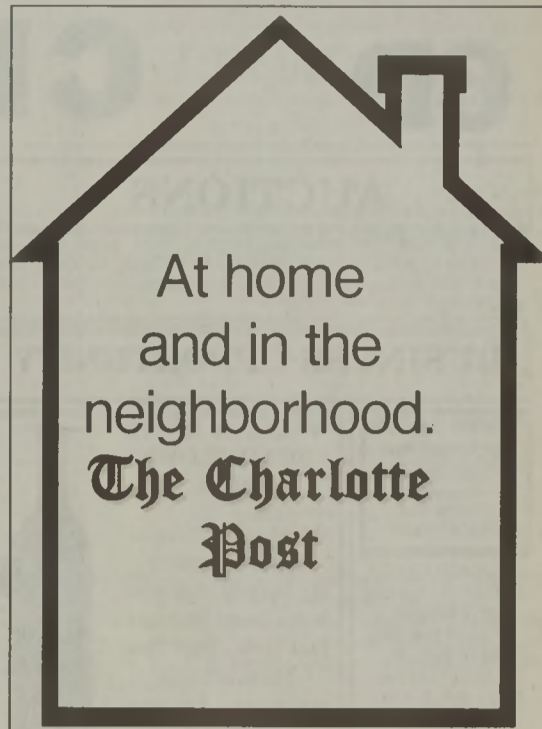 At home
and in the
neighborhood.
The Charlotte
Post